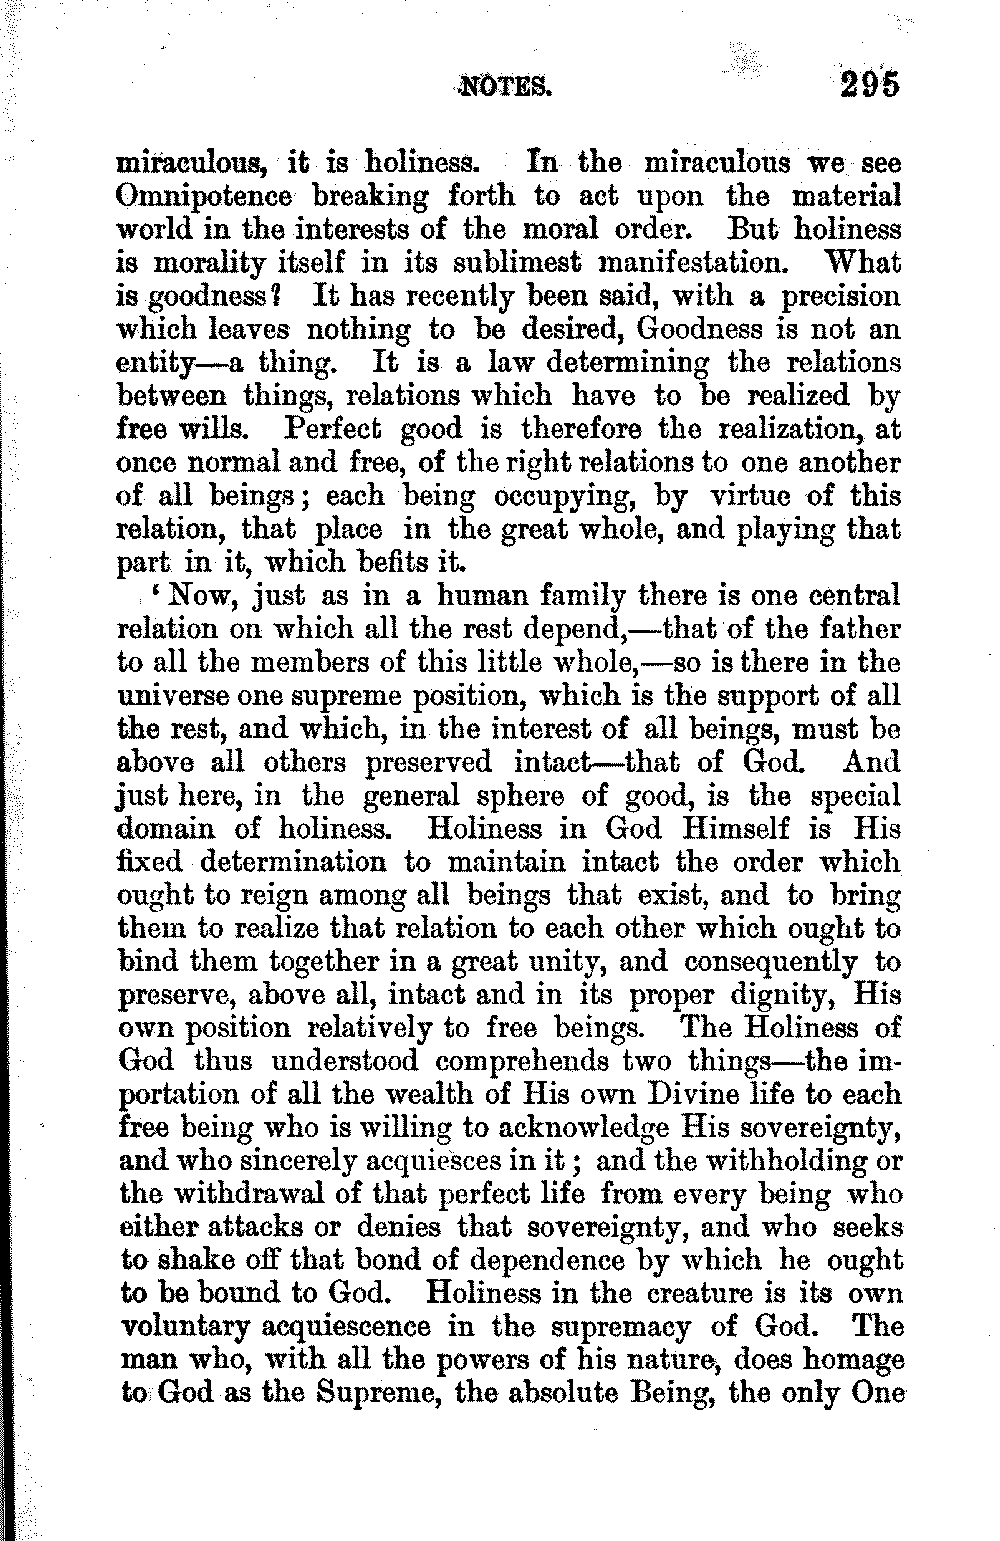 NOTES. 295
miraculous, it is holiness. In the miraculous we see
Omnipotence breaking forth to act upon the material
world in the interests of the moral order. But holiness
is morality itself in its sublimest manifestation. What
is goodness? It has recently been said, with a precision
which leaves nothing to be desired, Goodness is not an
entity—a thing. It is a law determining the relations
between things, relations which have to be realized by
free wills. Perfect good is therefore the realization, at
once normal and free, of the right relations to one another
of all beings; each being occupying, by virtue of this
relation, that place in the great whole, and playing that
part in it, which befits it.
‘Now, just as in a human family there is one central
relation on which all the rest depend,—that of the father
to all the members of this little whole,—so is there in the
universe one supreme position, which is the support of all
the rest, and which, in the interest of all beings, must be
above all others preserved intact—that of God. And
just here, in the general sphere of good, is the special
domain of holiness. Holiness in God Himself is His
fixed determination to maintain intact the order which
ought to reign among all beings that exist, and to bring
them to realize that relation to each other which ought to
bind them together in a great unity, and consequently to
preserve, above all, intact and in its proper dignity, His
own position relatively to free beings. The Holiness of
God thus understood comprehends two things—the im-
portation of all the wealth of His own Divine life to each
free being who is willing to acknowledge His sovereignty,
and who sincerely acquiesces in it; and the withholding or
the withdrawal of that perfect life from every being who
either attacks or denies that sovereignty, and who seeks
to shake off that bond of dependence by which he ought
to be bound to God. Holiness in the creature is its own
voluntary acquiescence in the supremacy of God. The
man who, with all the powers of his nature, does homage
to God as the Supreme, the absolute Being, the only One